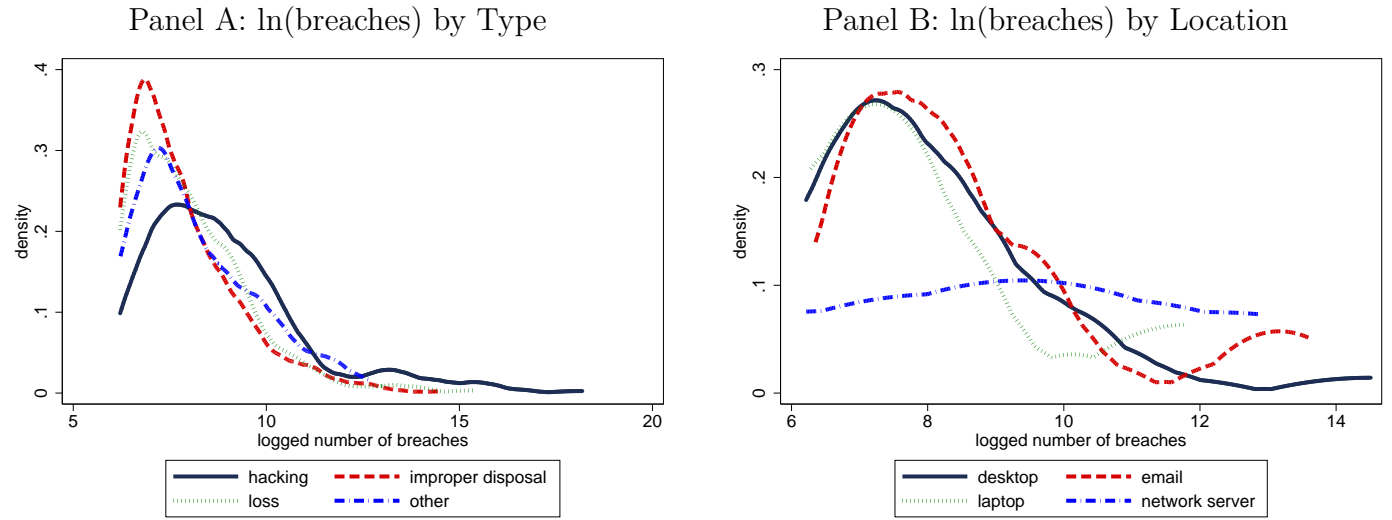 Panel A: ln(breaches) by Type
.4
.3
.2
.1
0
density
5 10 15 20
logged number of breaches
hacking improper disposal
loss other
Panel B: ln(breaches) by Location
.3
.2
.1
0
density
6 8 10 12 14
logged number of breaches
desktop email
laptop network server